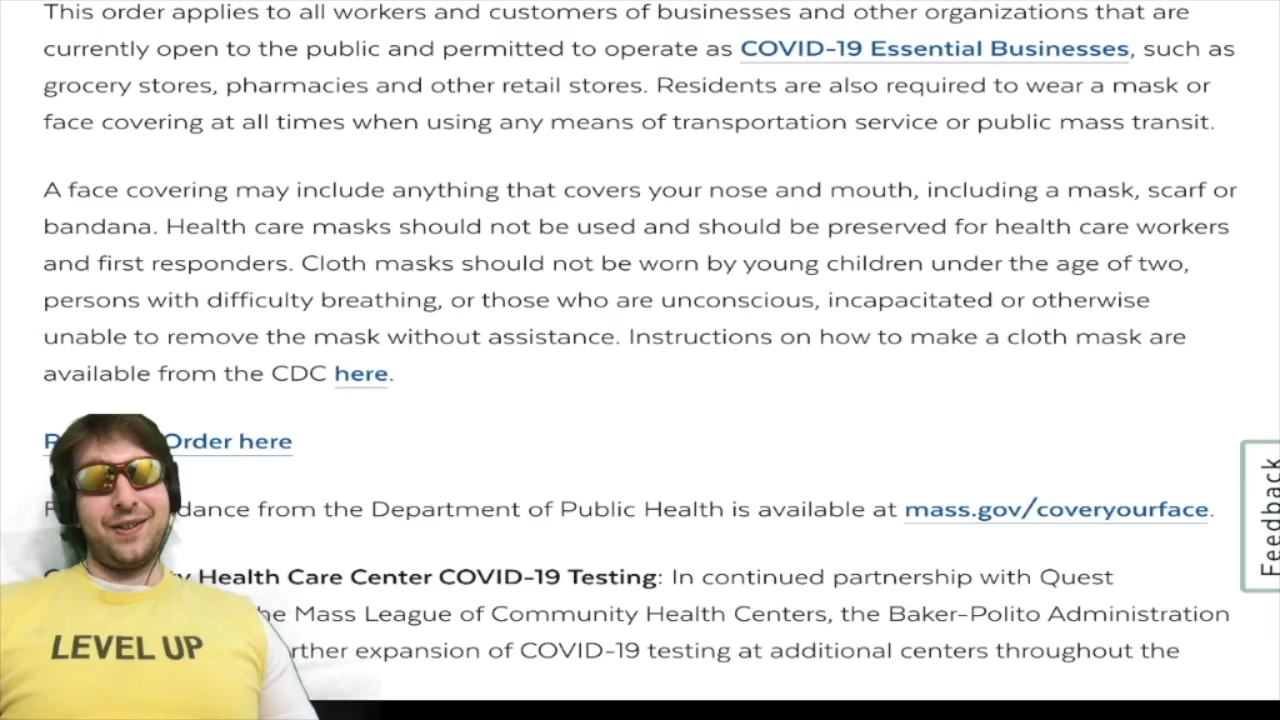 This order applies to all workers and customers of businesses and other organizations that are
currently open to the public and permitted to operate as COVID-19 Essential Businesses, such as
grocery stores, pharmacies and other retail stores. Residents are also required to wear a mask or
face covering at all times when using any means of transportation service or public mass transit.
A face covering may include anything that covers your nose and mouth, including a mask, scarf or
bandana. Health care masks should not be used and should be preserved for health care workers
and first responders. Cloth masks should not be worn by young children under the age of two,
persons with difficulty breathing, or those who are unconscious, incapacitated or otherwise
unable to remove the mask without assistance. Instructions on how to make a cloth mask are
available from the CDC here.
Order here
from the Department of Public Health is available at mass.gov/coveryourface.
Health Care Center COVID-19 Testing: In continued partnership with Quest
Mass League of Community Health Centers, the Baker-Polito Administration
expansion of COVID-19 testing at additional centers throughout the
LEVEL UP
Feedback